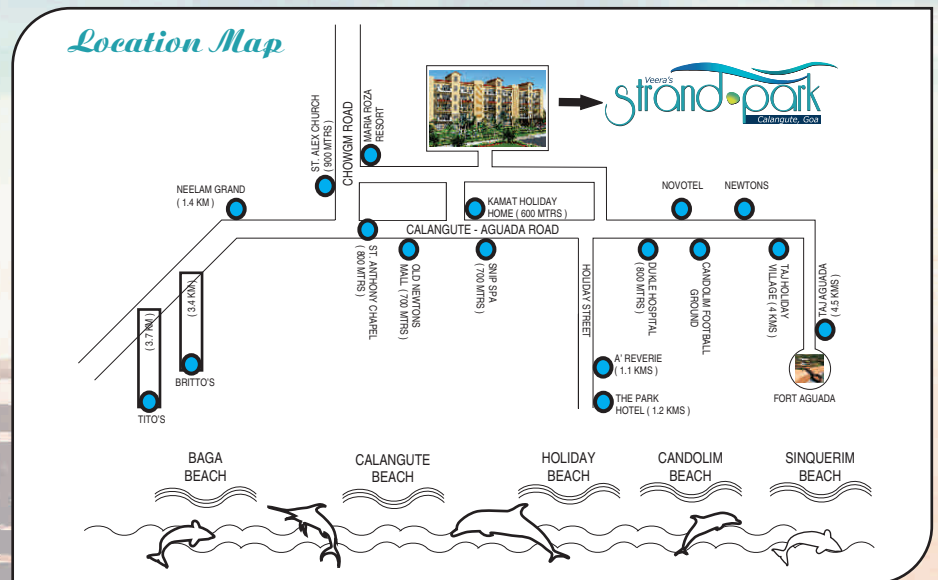 Location Map
Veera's
Strand park
Calangute, Goa
ST. ALEX CHURCH
( 900 MTRS)
CHOWGM ROAD
MARIA ROZA
RESORT
NEELAM GRAND
( 1.4 KM )
KAMAT HOLIDAY
HOME ( 600 MTRS )
NOVOTEL
NEWTONS
CALANGUTE - AGUADA ROAD
ST. ANTHONY CHAPEL
( 800 MTRS)
OLD NEWTONS
MALL (700 MTRS)
SNIP SPA
(700 MTRS)
HOLIDAY STREET
DUKLE HOSPITAL
( 800 MTRS)
CANDOLIM FOOTBALL
GROUND
TAJ HOLIDAY
VILLAGE ( 4 KMS)
TAJ AGUADA
( 4.5 KMS)
( 3.4 KM )
( 3.7 KM )
BRITTO'S
TITO'S
A' REVERIE
( 1.1 KMS)
THE PARK
HOTEL ( 1.2 KMS)
FORT AGUADA
BAGA
BEACH
CALANGUTE
BEACH
HOLIDAY
BEACH
CANDOLIM
BEACH
SINQUERIM
BEACH